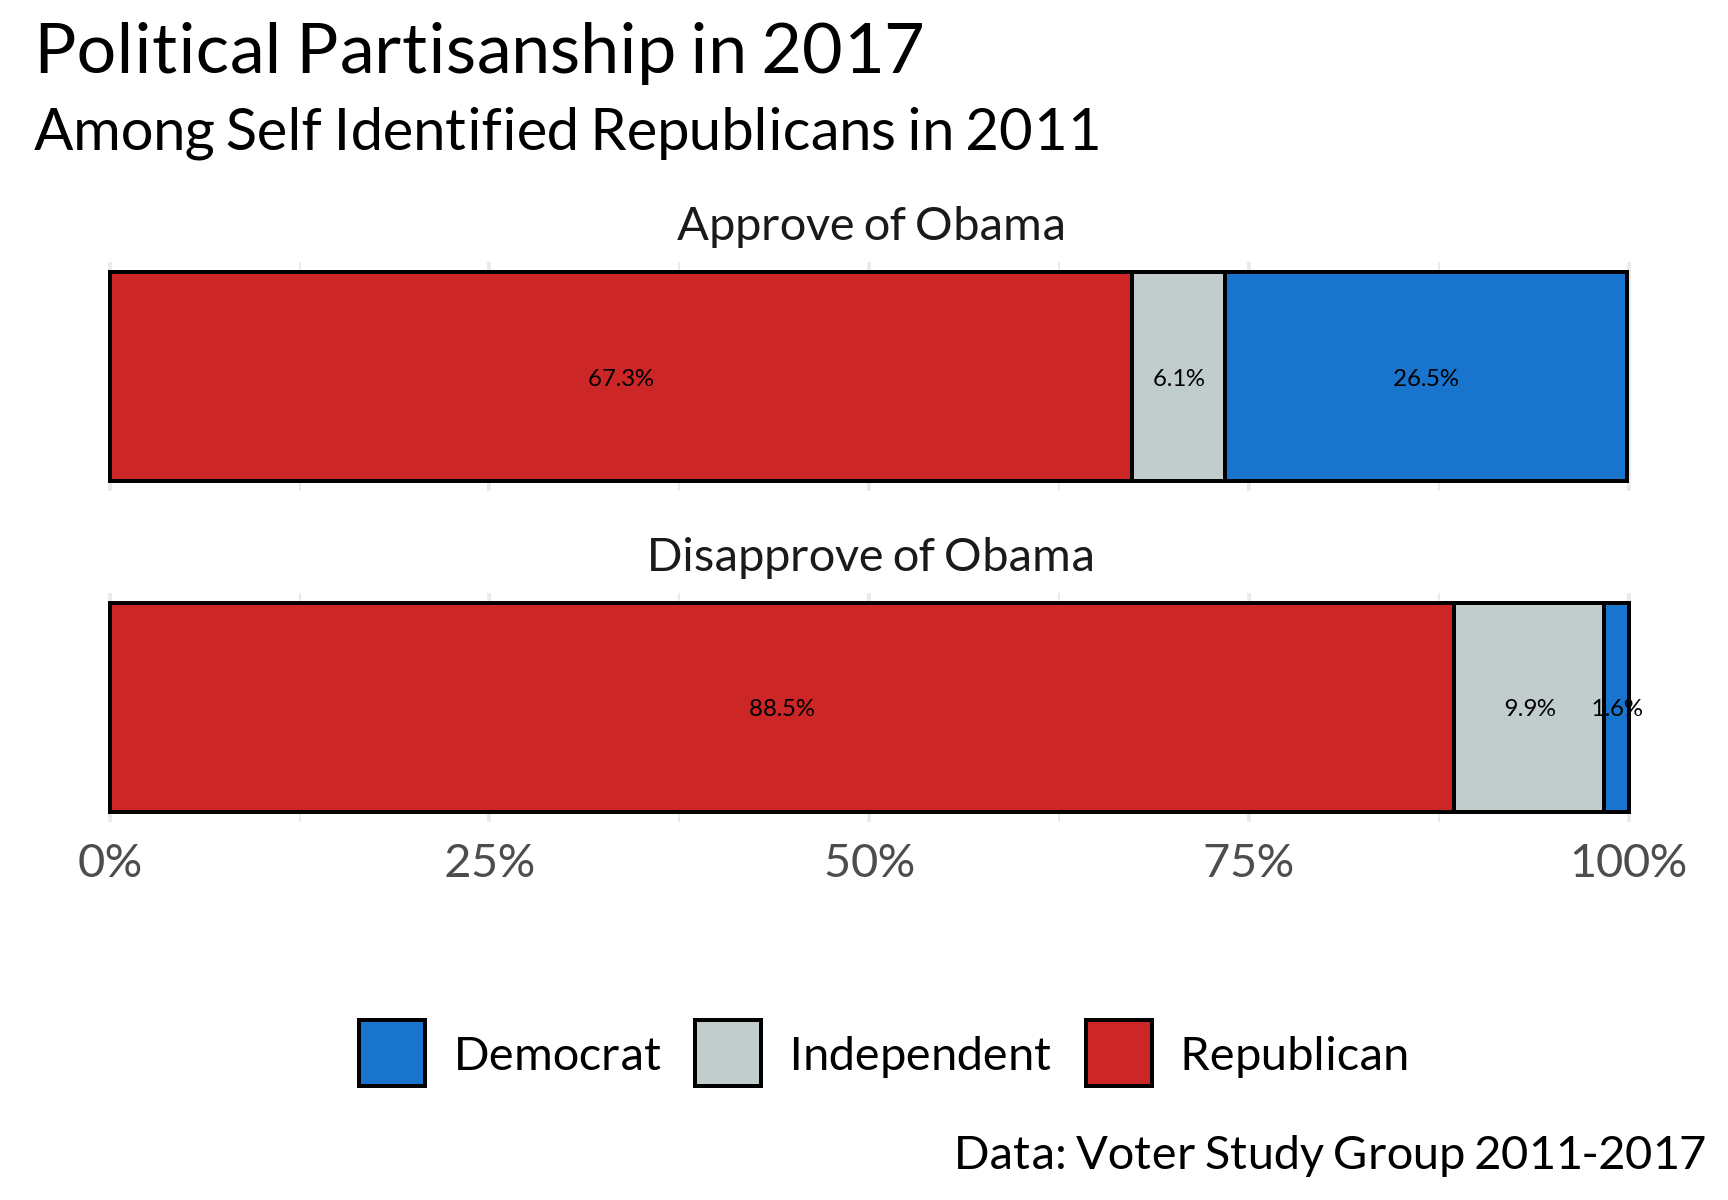 Political Partisanship in 2017
Among Self Identified Republicans in 2011
Approve of Obama
67.3% 6.1% 26.5%
Disapprove of Obama
88.5% 9.9% 1.6%
0% 25% 50% 75% 100%
Democrat Independent Republican
Data: Voter Study Group 2011-2017